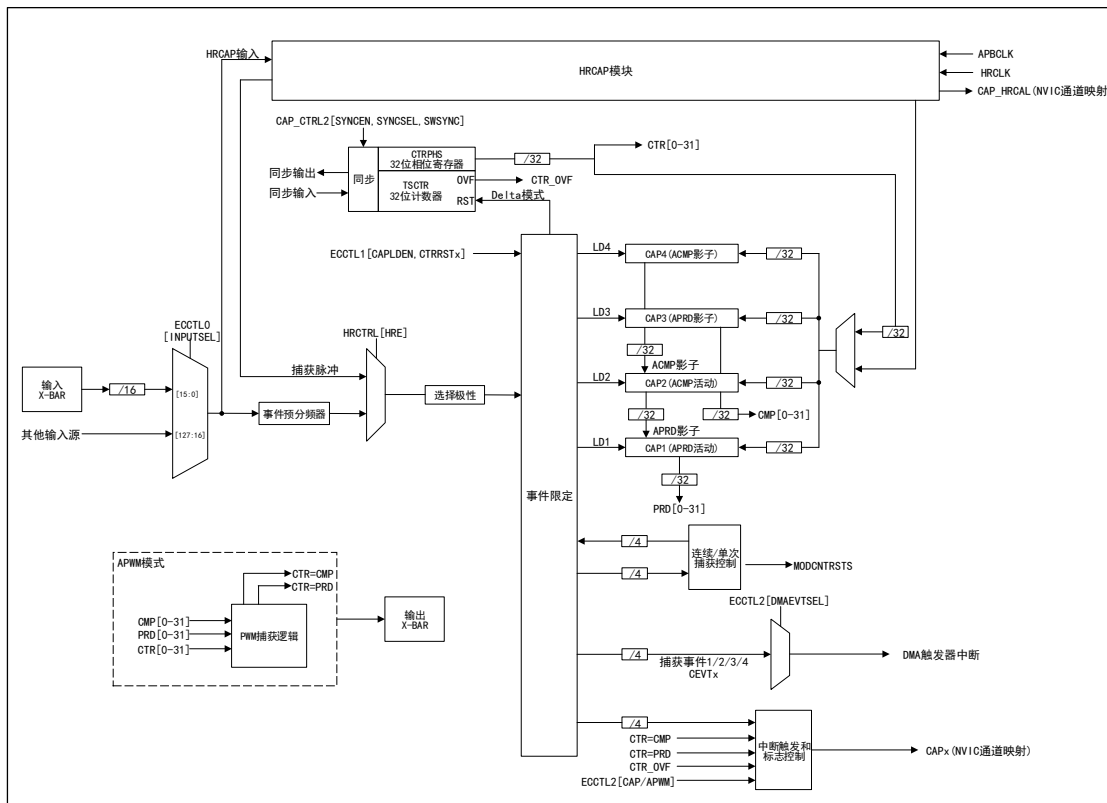 HRCAP输入
HRCAP模块
APBCLK
HRCLK
CAP_HRCAL(NVIC通道映射
CAP_CTRL2[SYNCEN,SYNCSEL,SWSYNC]
同步输出
同步输入
同步
CTRPHS
32位相位寄存器
TSCTR
32位计数器
OVF
RST
/32
CTR[0-31]
CTR_OVF
Delta模式
ECCTL1[CAPLDEN,CTRRSTx]
LD4
CAP4(ACMP影子)
/32
LD3
CAP3(APRD影子)
/32
/32
/32
ACMP影子
LD2
CAP2(ACMP活动)
/32
/32
/32
CMP[0-31]
APRD影子
LD1
CAP1(APRD活动)
/32
/32
PRD[0-31]
ECCTL0
[INPUTSEL]
HRCTRL[HRE]
输入
X-BAR
/16
[15:0]
捕获脉冲
事件预分频器
选择极性
其他输入源
[127:16]
事件限定
/4
/4
连续/单次
捕获控制
MODCNTRSTS
APWM模式
CTR=CMP
CTR=PRD
CMP[0-31]
PRD[0-31]
CTR[0-31]
PWM捕获逻辑
输出
X-BAR
ECCTL2[DMAEVTSEL]
/4
捕获事件1/2/3/4
CEVTx
DMA触发器中断
/4
CTR=CMP
CTR=PRD
CTR_OVF
ECCTL2[CAP/APWM]
中断触发和
标志控制
CAPx(NVIC通道映射)